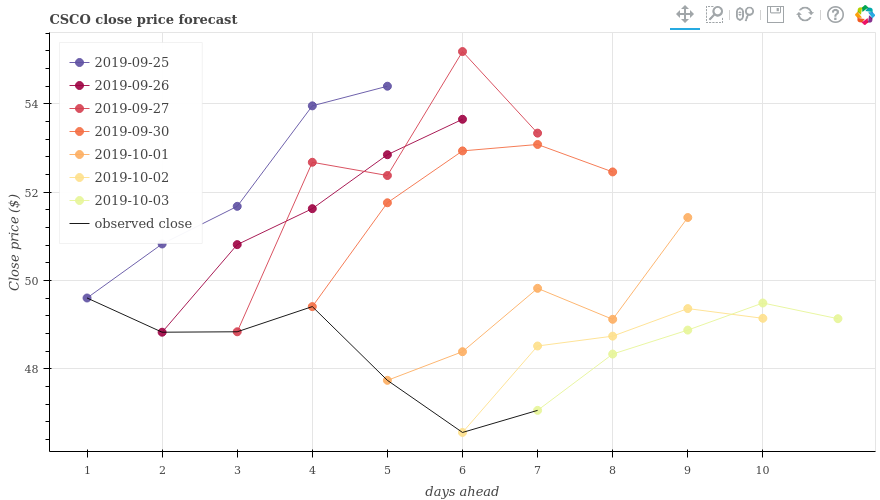 CSCO close price forecast
2019-09-25
2019-09-26
2019-09-27
2019-09-30
2019-10-01
2019-10-02
2019-10-03
observed close
Close price ($)
54
52
50
48
1 2 3 4 5 6 7 8 9 10
days ahead